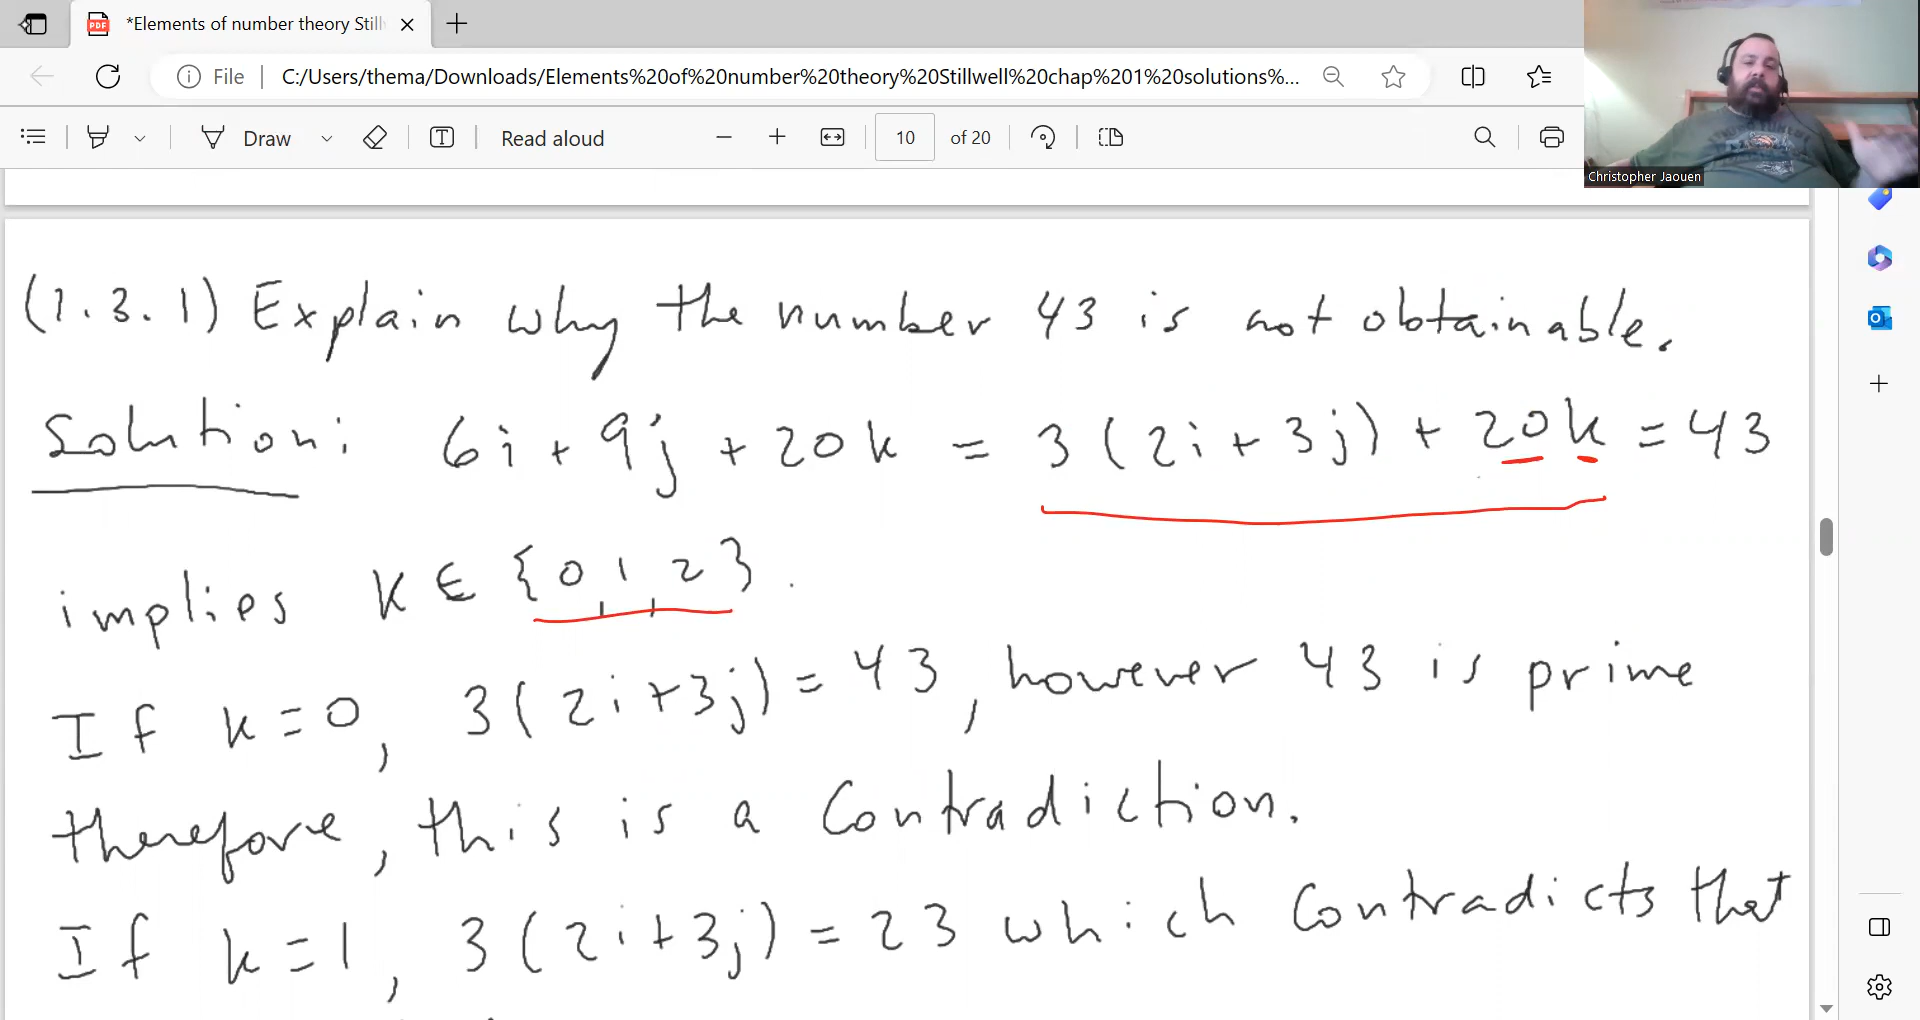 *Elements of number theory Still
File
C:/Users/thema/Downloads/Elements%20of%20number%20theory%20Stillwell%20chap%201%20solutions%...
Draw
Read aloud
10
of 20
Christopher Jaouen
(1.3.1) Explain why the number 43 is not obtainable.
Solution: 6i + 9j + 20k = 3(2i + 3j) + 20k = 43
implies K ∈ {0,1,2}.
If k=0, 3(2i+3j) = 43, however 43 is prime
therefore, this is a contradiction.
If k=1, 3(2i+3j) = 23 which contradicts that